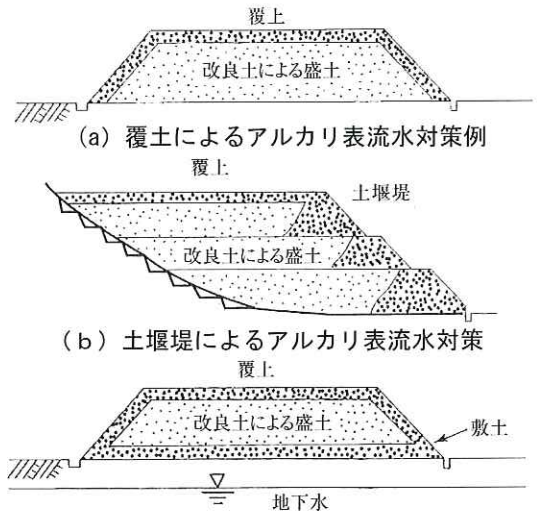 覆上
改良土による盛土
(a) 覆土によるアルカリ表流水対策例
覆上
土堰堤
改良土による盛土
(b) 土堰堤によるアルカリ表流水対策
覆上
改良土による盛土
敷土
地下水